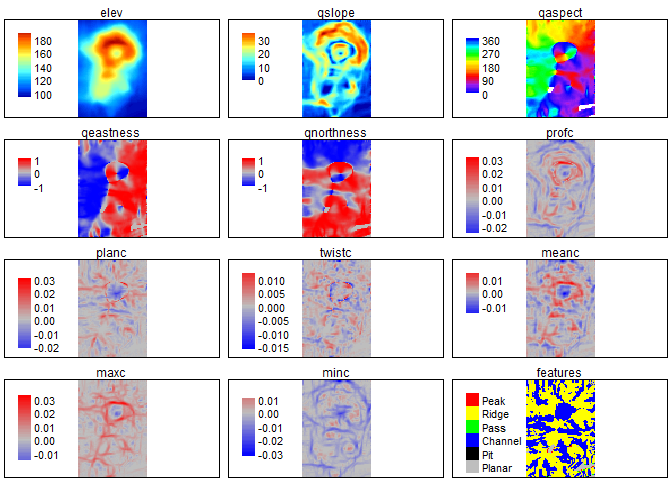 elev
180
160
140
120
100
qslope
30
20
10
0
qaspect
360
270
180
90
0
qeastness
1
0
-1
qnorthness
1
0
-1
profc
0.03
0.02
0.01
0.00
-0.01
-0.02
planc
0.03
0.02
0.01
0.00
-0.01
-0.02
twistc
0.010
0.005
0.000
-0.005
-0.010
-0.015
meanc
0.01
0.00
-0.01
maxc
0.03
0.02
0.01
0.00
-0.01
minc
0.01
0.00
-0.01
-0.02
-0.03
features
Peak
Ridge
Pass
Channel
Pit
Planar